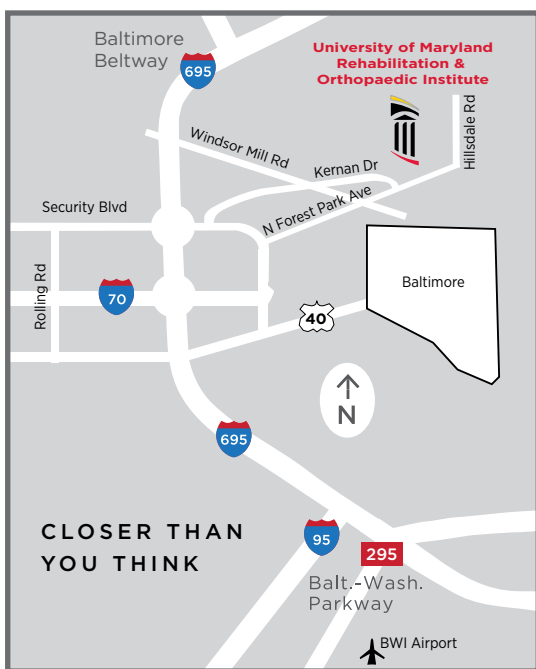 Baltimore
Beltway
695
University of Maryland
Rehabilitation &
Orthopaedic Institute
Hillsdale Rd
Windsor Mill Rd
Kernan Dr
N Forest Park Ave
Security Blvd
Rolling Rd
70
Baltimore
40
N
695
CLOSER THAN
YOU THINK
95
295
Balt.-Wash.
Parkway
BWI Airport